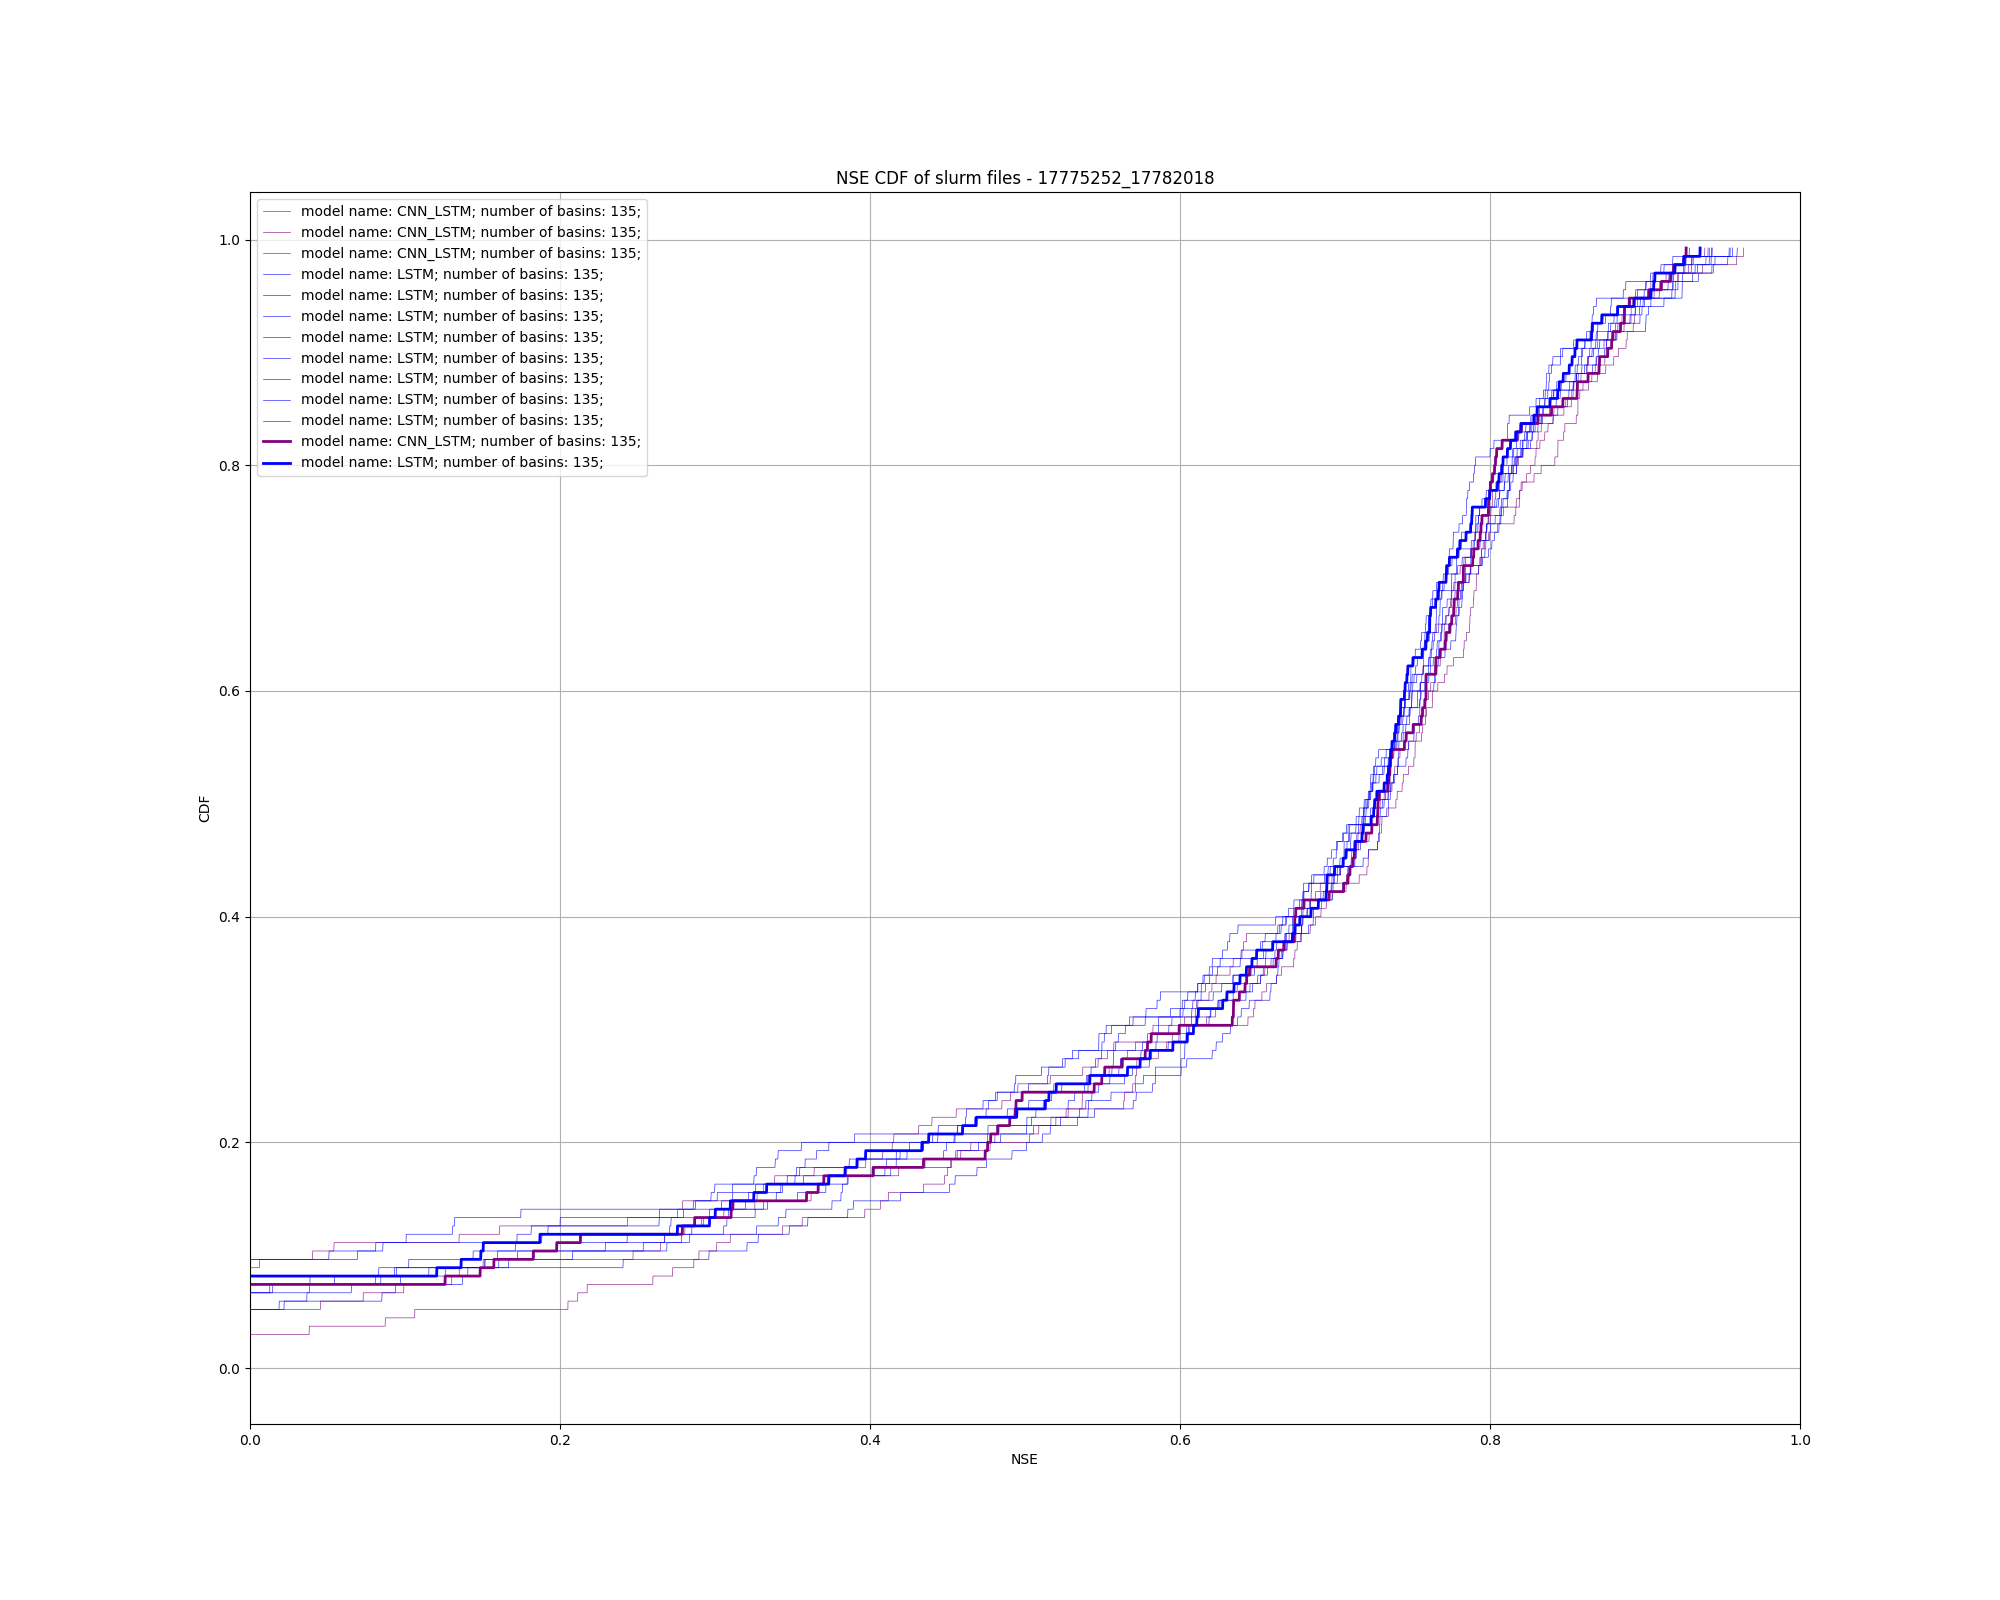 NSE CDF of slurm files - 17775252_17782018
model name: CNN_LSTM; number of basins: 135;
model name: CNN_LSTM; number of basins: 135;
model name: CNN_LSTM; number of basins: 135;
model name: LSTM; number of basins: 135;
model name: LSTM; number of basins: 135;
model name: LSTM; number of basins: 135;
model name: LSTM; number of basins: 135;
model name: LSTM; number of basins: 135;
model name: LSTM; number of basins: 135;
model name: LSTM; number of basins: 135;
model name: LSTM; number of basins: 135;
model name: CNN_LSTM; number of basins: 135;
model name: LSTM; number of basins: 135;
1.0
0.8
0.6
0.4
0.2
0.0
CDF
0.0 0.2 0.4 0.6 0.8 1.0
NSE